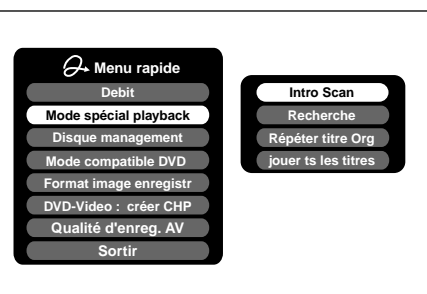 Menu rapide
Debit
Mode spécial playback
Disque management
Mode compatible DVD
Format image enregistr
DVD-Video : créer CHP
Qualité d'enreg. AV
Sortir
Intro Scan
Recherche
Répéter titre Org
jouer ts les titres